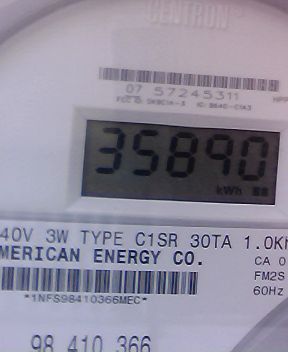 CENTRON
07 57245311
35890
kWh
40V 3W TYPE C1SR 30TA 1.0Kh
MERICAN ENERGY CO.
CA 0
FM2S
60Hz
*1NFS98410366MEC*
98 410 366